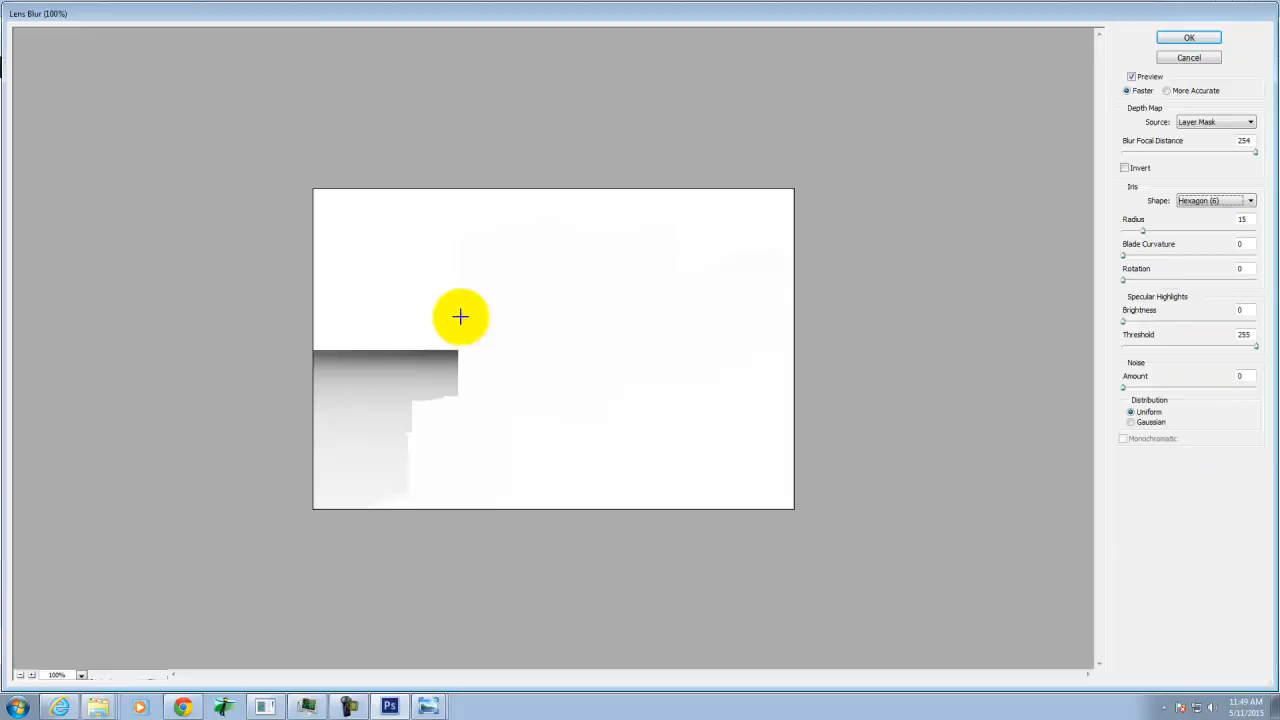 Lens Blur (100%)
OK
Cancel
Preview
Faster
More Accurate
Depth Map
Source: Layer Mask
Blur Focal Distance 254
Invert
Iris
Shape: Hexagon (6)
Radius 15
Blade Curvature 0
Rotation 0
Specular Highlights
Brightness 0
Threshold 255
Noise
Amount 0
Distribution
Uniform
Gaussian
Monochromatic
100%
Ps
11:49 AM
5/11/2015